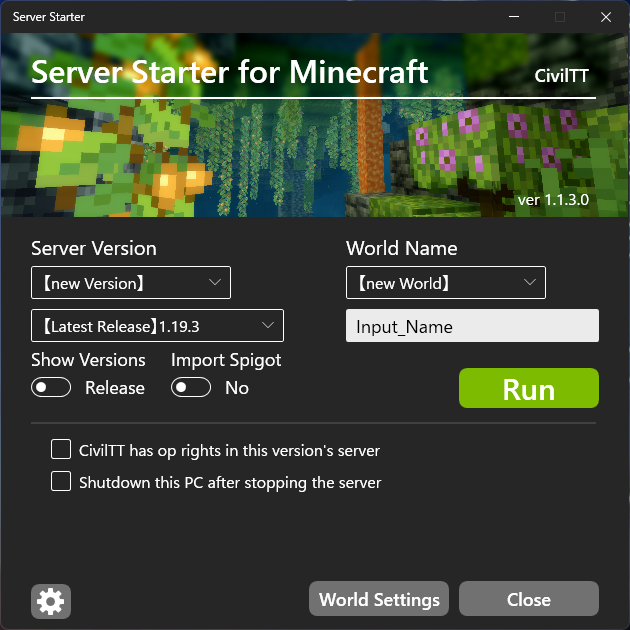 Server Starter
Server Starter for Minecraft
CivilTT
ver 1.1.3.0
Server Version
World Name
【new Version】
【new World】
【Latest Release】1.19.3
Input_Name
Show Versions
Import Spigot
Release
No
Run
CivilTT has op rights in this version's server
Shutdown this PC after stopping the server
World Settings
Close